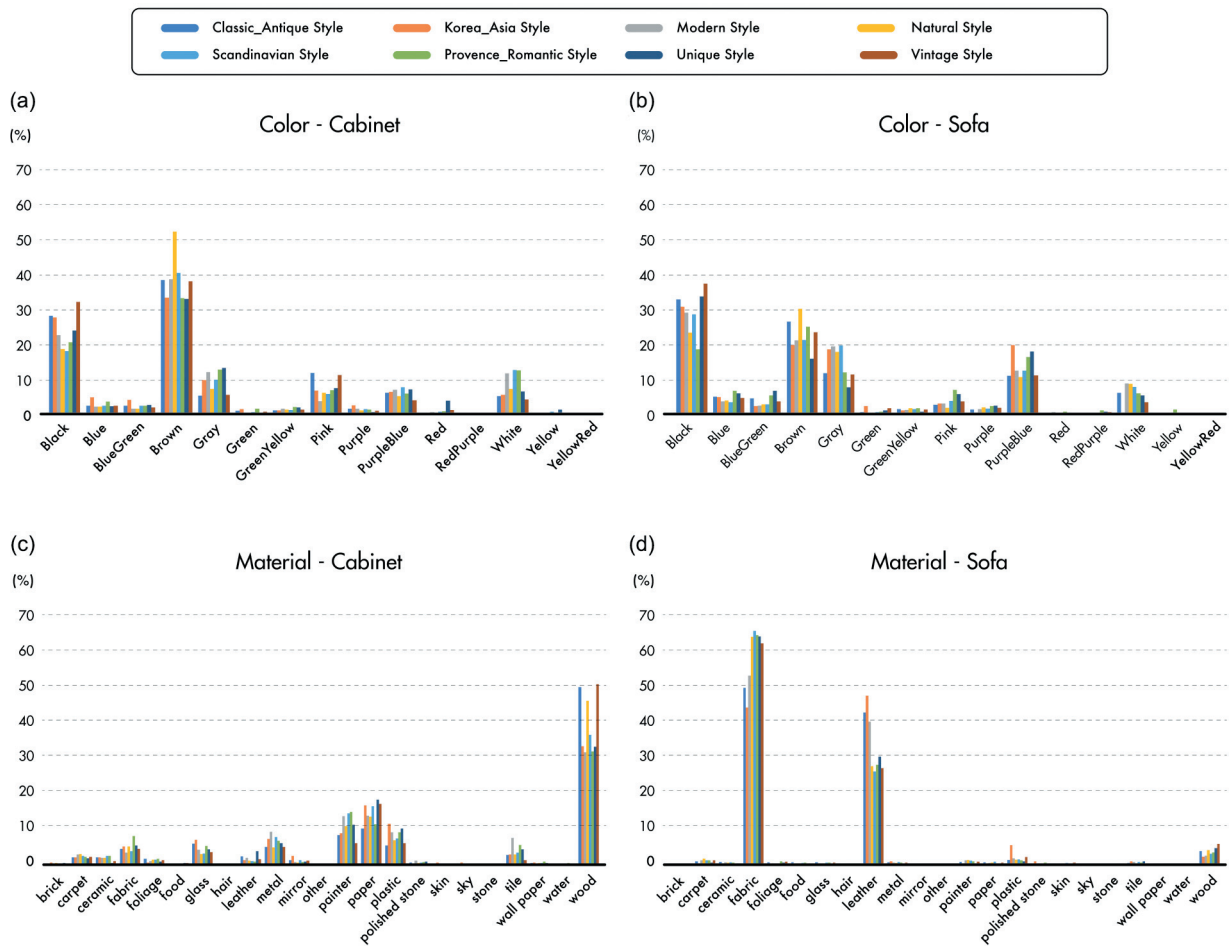 Classic_Antique Style Korea_Asia Style Modern Style Natural Style
Scandinavian Style Provence_Romantic Style Unique Style Vintage Style
(a)
Color - Cabinet
(%)
70
60
50
40
30
20
10
0
Black Blue BlueGreen Brown Gray Green GreenYellow Pink Purple PurpleBlue Red RedPurple White Yellow YellowRed
(b)
Color - Sofa
(%)
70
60
50
40
30
20
10
0
Black Blue BlueGreen Brown Gray Green GreenYellow Pink Purple PurpleBlue Red RedPurple White Yellow YellowRed
(c)
Material - Cabinet
(%)
70
60
50
40
30
20
10
0
brick carpet ceramic fabric foliage food glass hair leather metal mirror other painter paper plastic polished stone skin sky stone tile wall paper water wood
(d)
Material - Sofa
(%)
70
60
50
40
30
20
10
0
brick carpet ceramic fabric foliage food glass hair leather metal mirror other painter paper plastic polished stone skin sky stone tile wall paper water wood